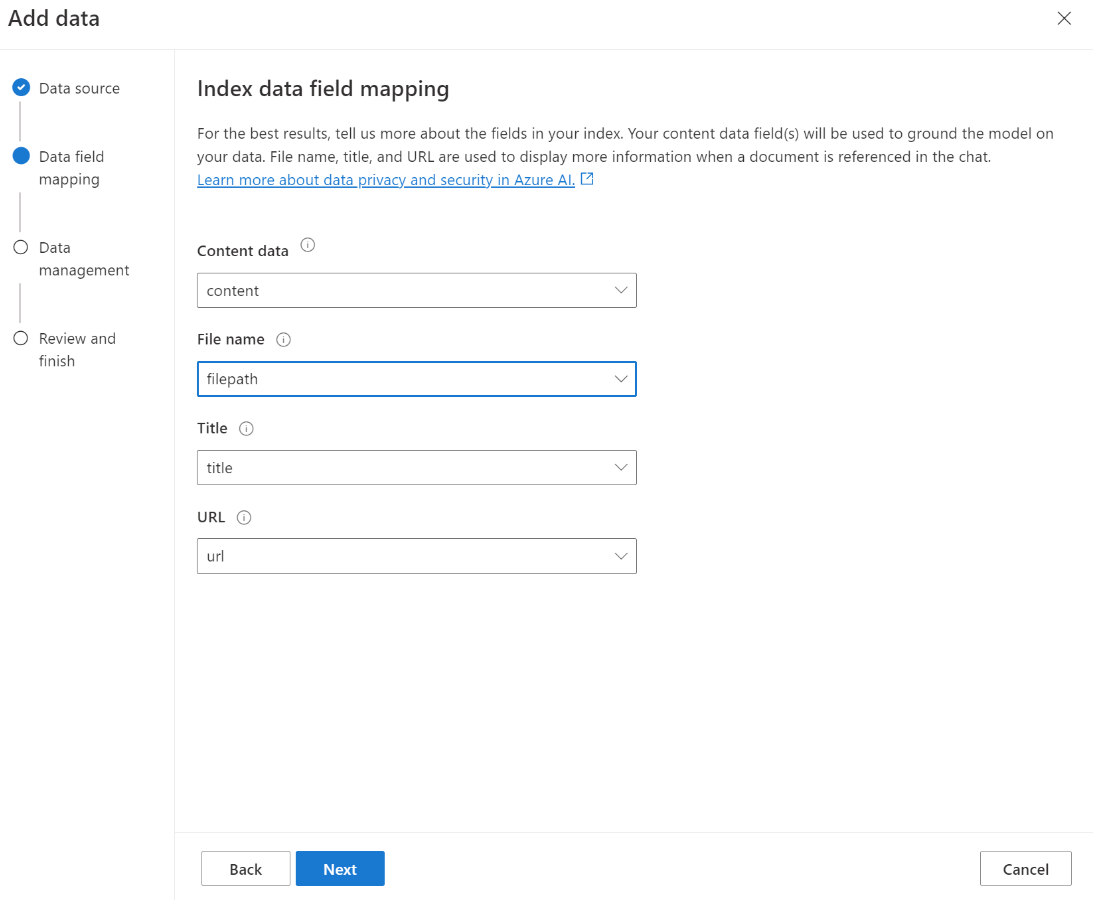 Add data
Data source
Data field
mapping
Data
management
Review and
finish
Index data field mapping
For the best results, tell us more about the fields in your index. Your content data field(s) will be used to ground the model on
your data. File name, title, and URL are used to display more information when a document is referenced in the chat.
Learn more about data privacy and security in Azure AI.
Content data
content
File name
filepath
Title
title
URL
url
Back
Next
Cancel